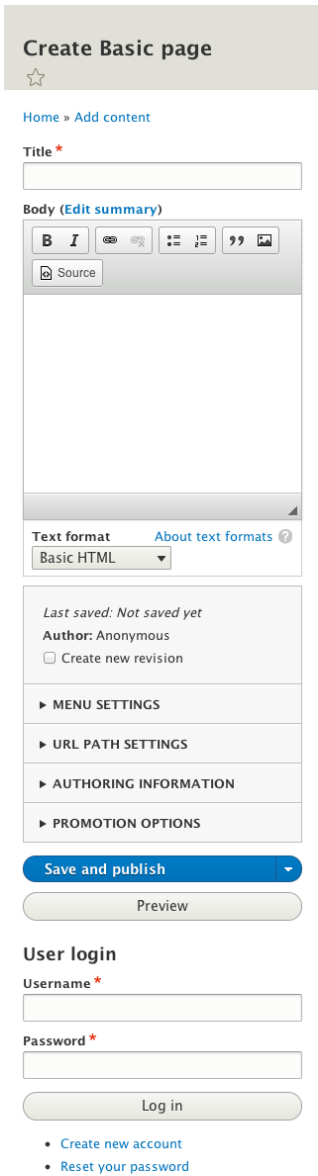 Create Basic page
Home » Add content
Title *
Body (Edit summary)
B I
Source
Text format About text formats ?
Basic HTML
Last saved: Not saved yet
Author: Anonymous
Create new revision
MENU SETTINGS
URL PATH SETTINGS
AUTHORING INFORMATION
PROMOTION OPTIONS
Save and publish
Preview
User login
Username *
Password *
Log in
• Create new account
• Reset your password